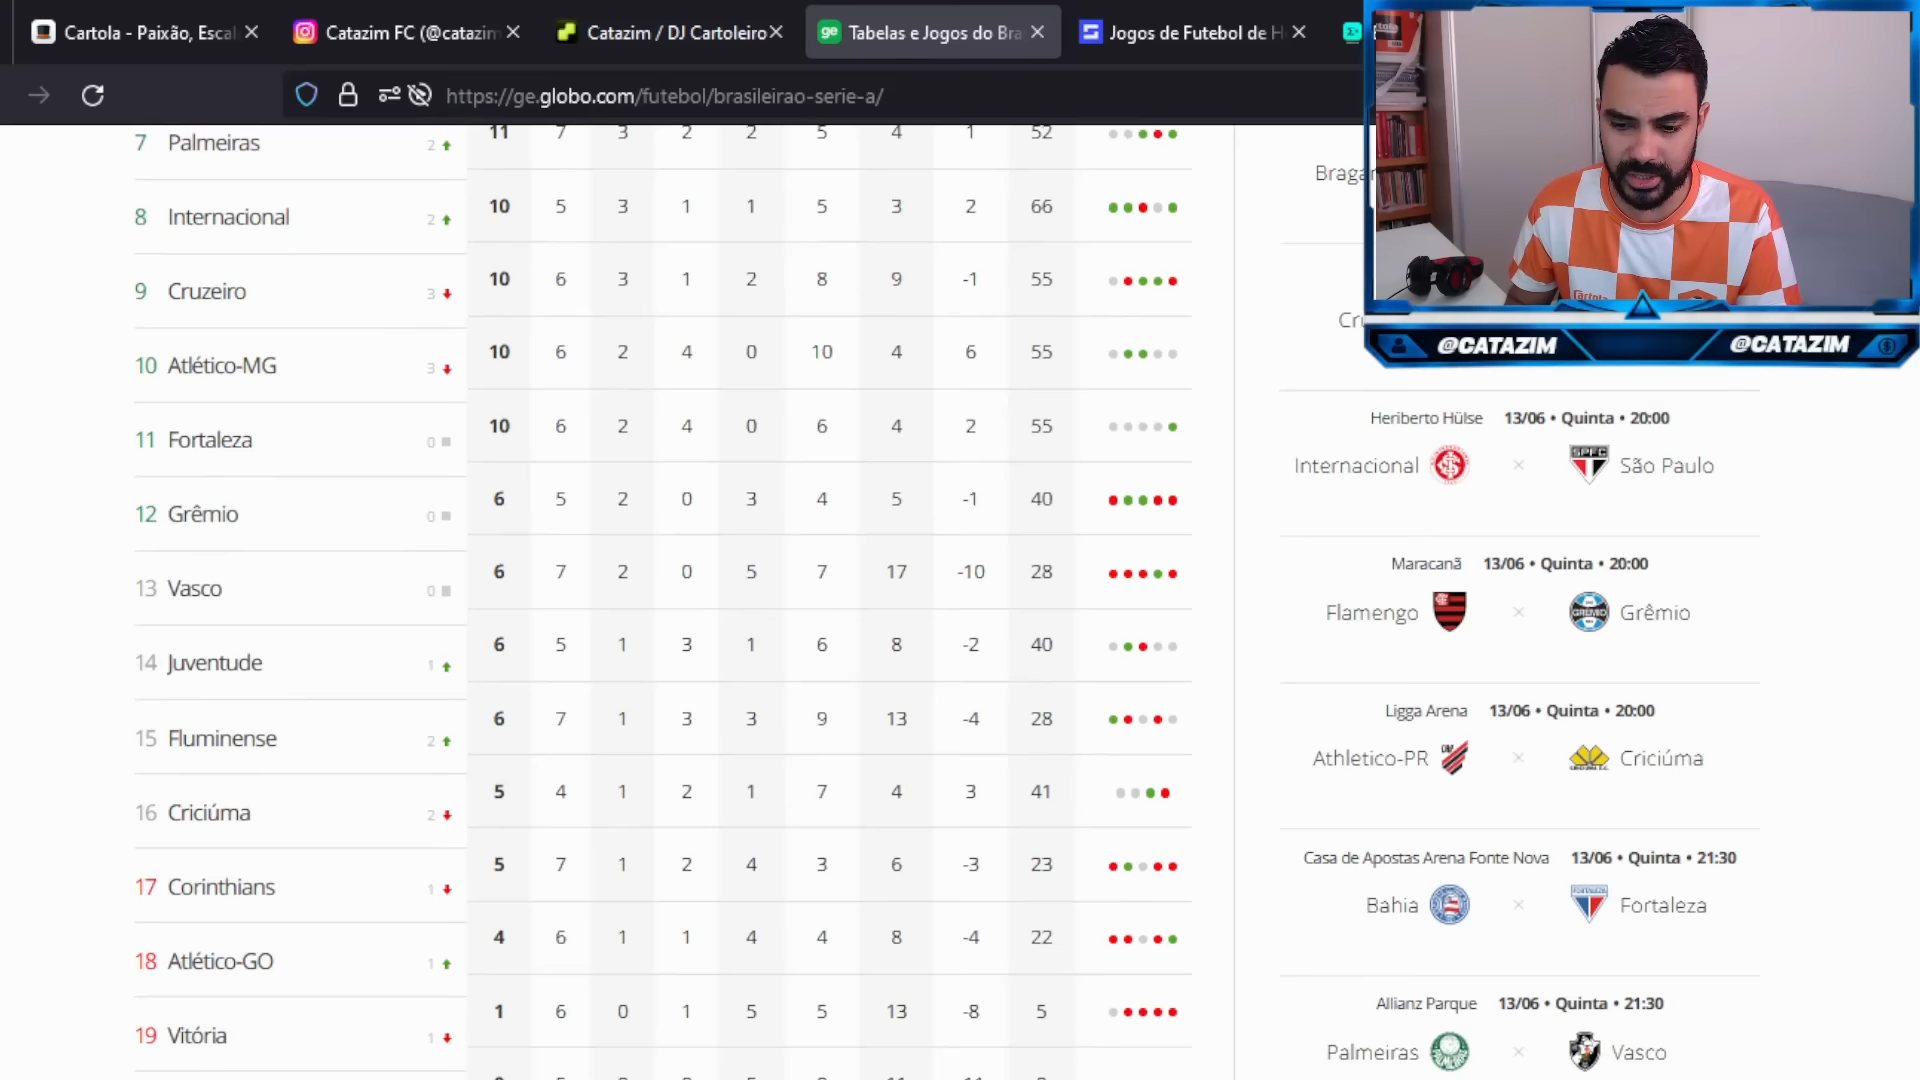 Cartola - Paixão, Escal
Catazim FC (@catazim
Catazim / DJ Cartoleiro
ge Tabelas e Jogos do Bra
Jogos de Futebol de H
https://ge.globo.com/futebol/brasileirao-serie-a/
7 Palmeiras 2 11 7 3 2 2 5 4 1 52
8 Internacional 2 10 5 3 1 1 5 3 2 66
9 Cruzeiro 3 10 6 3 1 2 8 9 -1 55
10 Atlético-MG 3 10 6 2 4 0 10 4 6 55
11 Fortaleza 0 10 6 2 4 0 6 4 2 55
12 Grêmio 0 6 5 2 0 3 4 5 -1 40
13 Vasco 0 6 7 2 0 5 7 17 -10 28
14 Juventude 1 6 5 1 3 1 6 8 -2 40
15 Fluminense 2 6 7 1 3 3 9 13 -4 28
16 Criciúma 2 5 4 1 2 1 7 4 3 41
17 Corinthians 1 5 7 1 2 4 3 6 -3 23
18 Atlético-GO 1 4 6 1 1 4 4 8 -4 22
19 Vitória 1 1 6 0 1 5 5 13 -8 5
Bragan
Cru
@CATAZIM @CATAZIM
Heriberto Hülse 13/06 • Quinta • 20:00
Internacional × São Paulo
Maracanã 13/06 • Quinta • 20:00
Flamengo × Grêmio
Ligga Arena 13/06 • Quinta • 20:00
Athletico-PR × Criciúma
Casa de Apostas Arena Fonte Nova 13/06 • Quinta • 21:30
Bahia × Fortaleza
Allianz Parque 13/06 • Quinta • 21:30
Palmeiras × Vasco